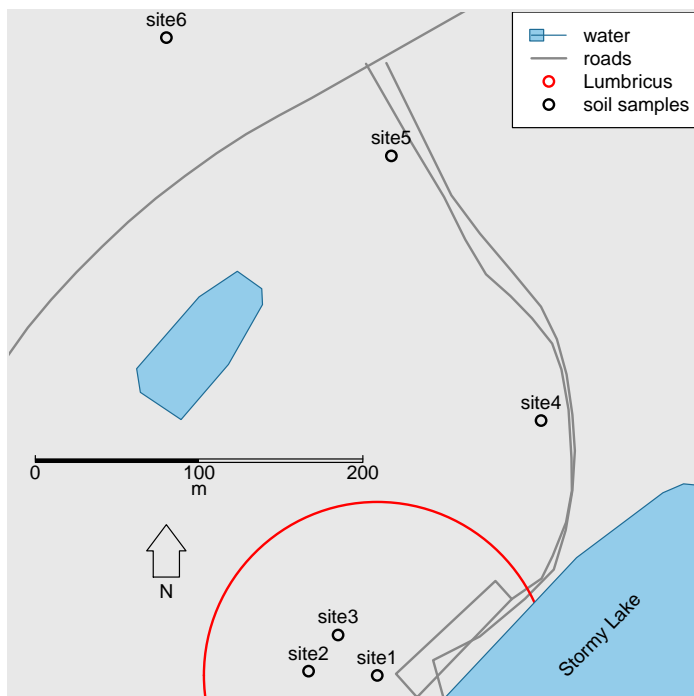 site6
water
roads
Lumbricus
soil samples
site5
site4
0 100 200
m
N
site3
site2
site1
Stormy Lake